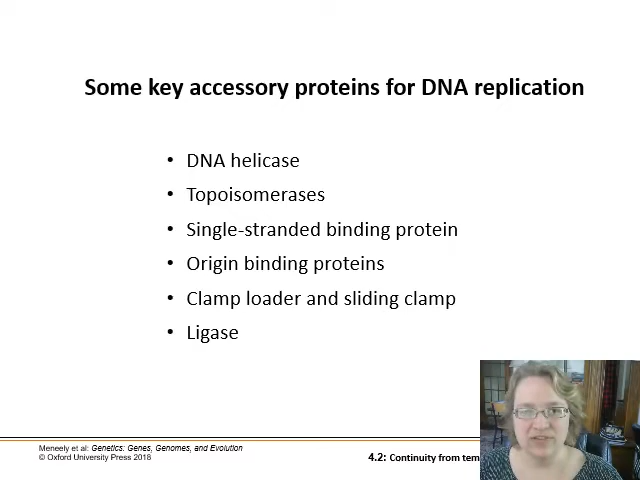 Some key accessory proteins for DNA replication
• DNA helicase
• Topoisomerases
• Single-stranded binding protein
• Origin binding proteins
• Clamp loader and sliding clamp
• Ligase
Meneely et al: Genetics: Genes, Genomes, and Evolution
© Oxford University Press 2018
4.2: Continuity from